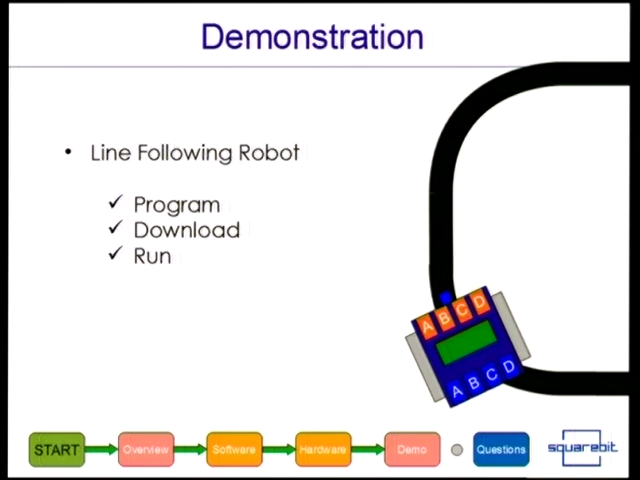 Demonstration
• Line Following Robot
✓ Program
✓ Download
✓ Run
A B C D
A B C D
START
Overview
Software
Hardware
Demo
Questions
squarebit